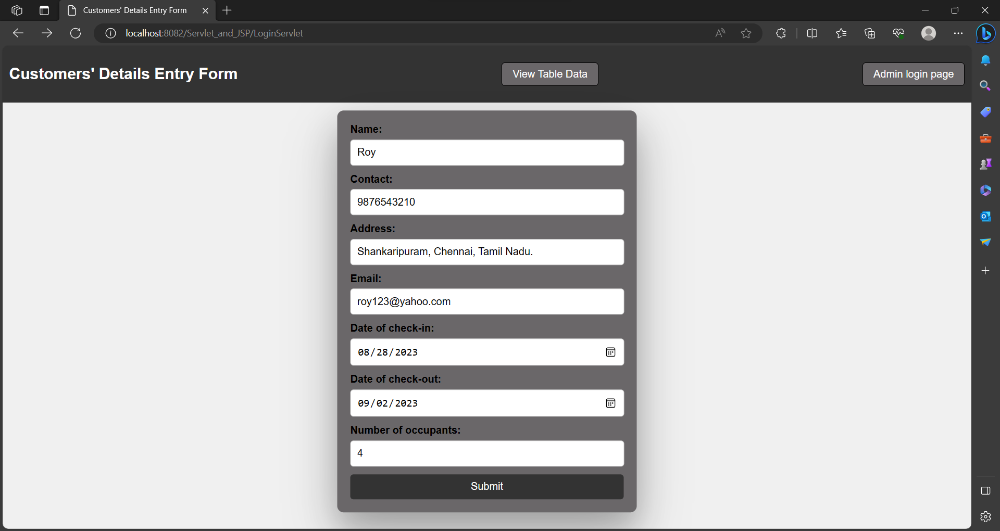 Customers' Details Entry Form
localhost:8082/Servlet_and_JSP/LoginServlet
Customers' Details Entry Form
View Table Data
Admin login page
Name:
Roy
Contact:
9876543210
Address:
Shankaripuram, Chennai, Tamil Nadu.
Email:
roy123@yahoo.com
Date of check-in:
08/28/2023
Date of check-out:
09/02/2023
Number of occupants:
4
Submit